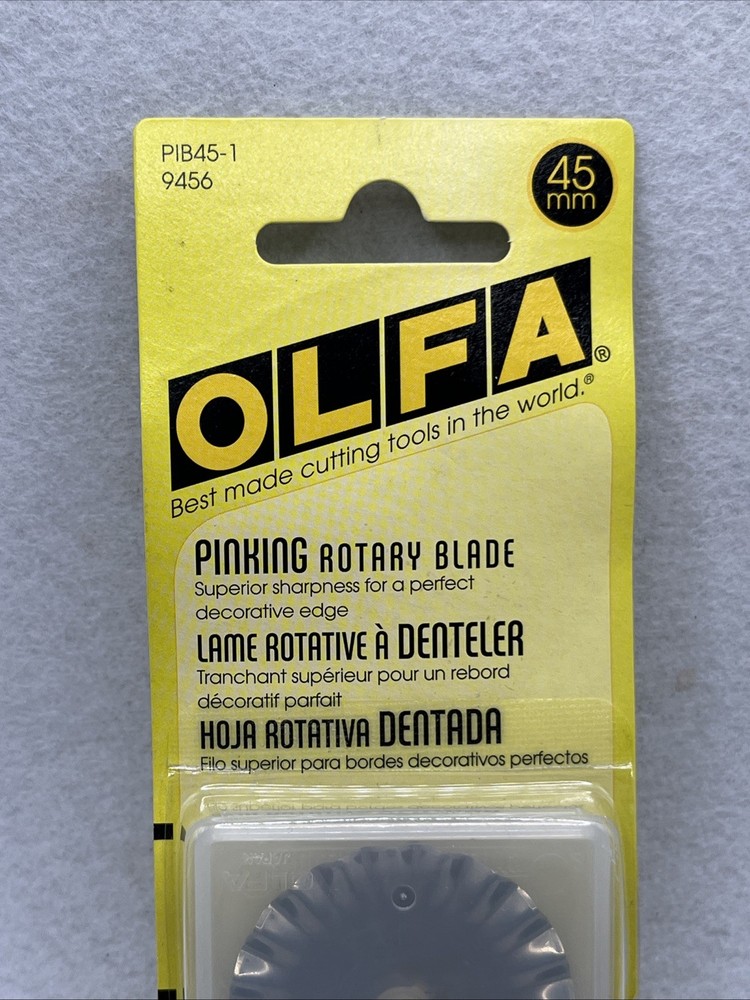 PIB45-1
9456
45
mm
OLFA®
Best made cutting tools in the world.®
PINKING ROTARY BLADE
Superior sharpness for a perfect
decorative edge
LAME ROTATIVE À DENTELER
Tranchant supérieur pour un rebord
décoratif parfait
HOJA ROTATIVA DENTADA
Filo superior para bordes decorativos perfectos
OLFA
JAPAN